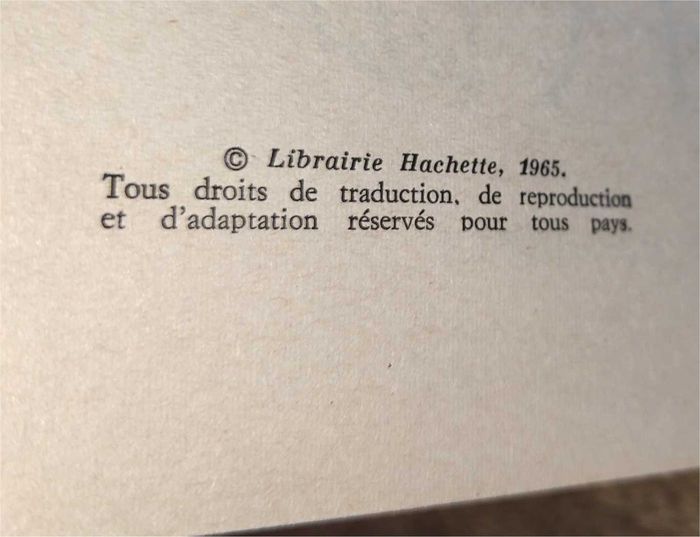 © Librairie Hachette, 1965.
Tous droits de traduction, de reproduction
et d'adaptation réservés pour tous pays.